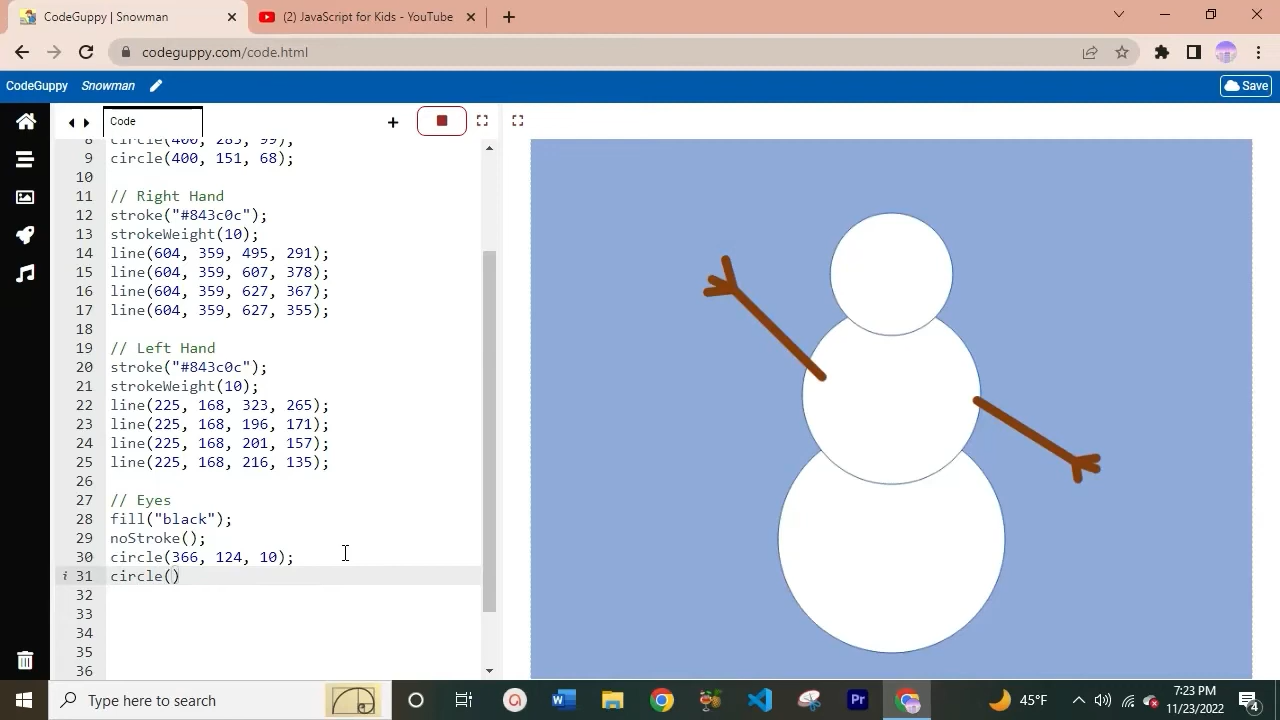 CodeGuppy | Snowman
(2) JavaScript for Kids - YouTube
codeguppy.com/code.html
CodeGuppy Snowman Save
Code
8 circle(400, 285, 99);
9 circle(400, 151, 68);
10
11 // Right Hand
12 stroke("#843c0c");
13 strokeWeight(10);
14 line(604, 359, 495, 291);
15 line(604, 359, 607, 378);
16 line(604, 359, 627, 367);
17 line(604, 359, 627, 355);
18
19 // Left Hand
20 stroke("#843c0c");
21 strokeWeight(10);
22 line(225, 168, 323, 265);
23 line(225, 168, 196, 171);
24 line(225, 168, 201, 157);
25 line(225, 168, 216, 135);
26
27 // Eyes
28 fill("black");
29 noStroke();
30 circle(366, 124, 10);
i 31 circle()
32
33
34
35
36
Type here to search
45°F
7:23 PM
11/23/2022
4